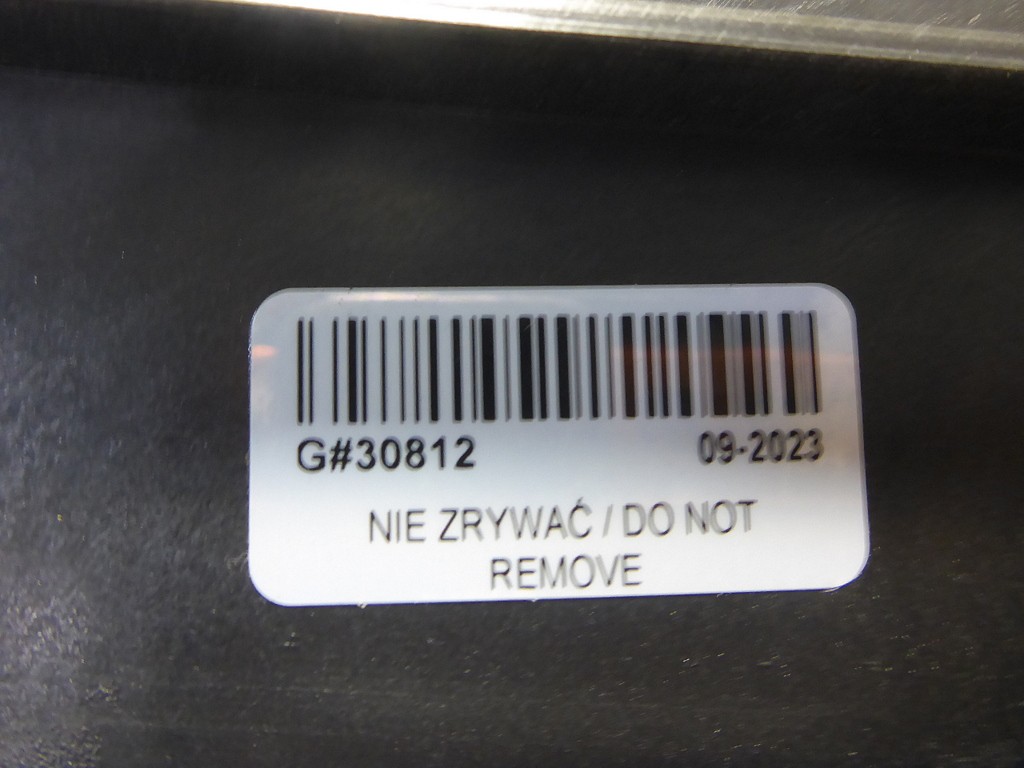 G#30812 09-2023
NIE ZRYWAĆ / DO NOT
REMOVE